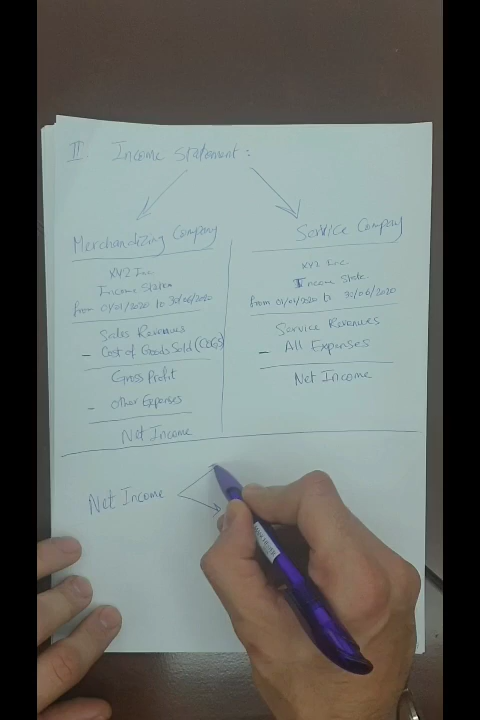 II. Income Statement:
Merchandizing Company
XYZ Inc
Income Statem
from 01/01/2020 to 30/06/2020
Sales Revenues
- Cost of Goods Sold (COGS)
Gross Profit
- Other Expenses
Net Income
Service Company
XYZ Inc.
Income State
from 01/01/2020 to 30/06/2020
Service Revenues
- All Expenses
Net Income
Net Income